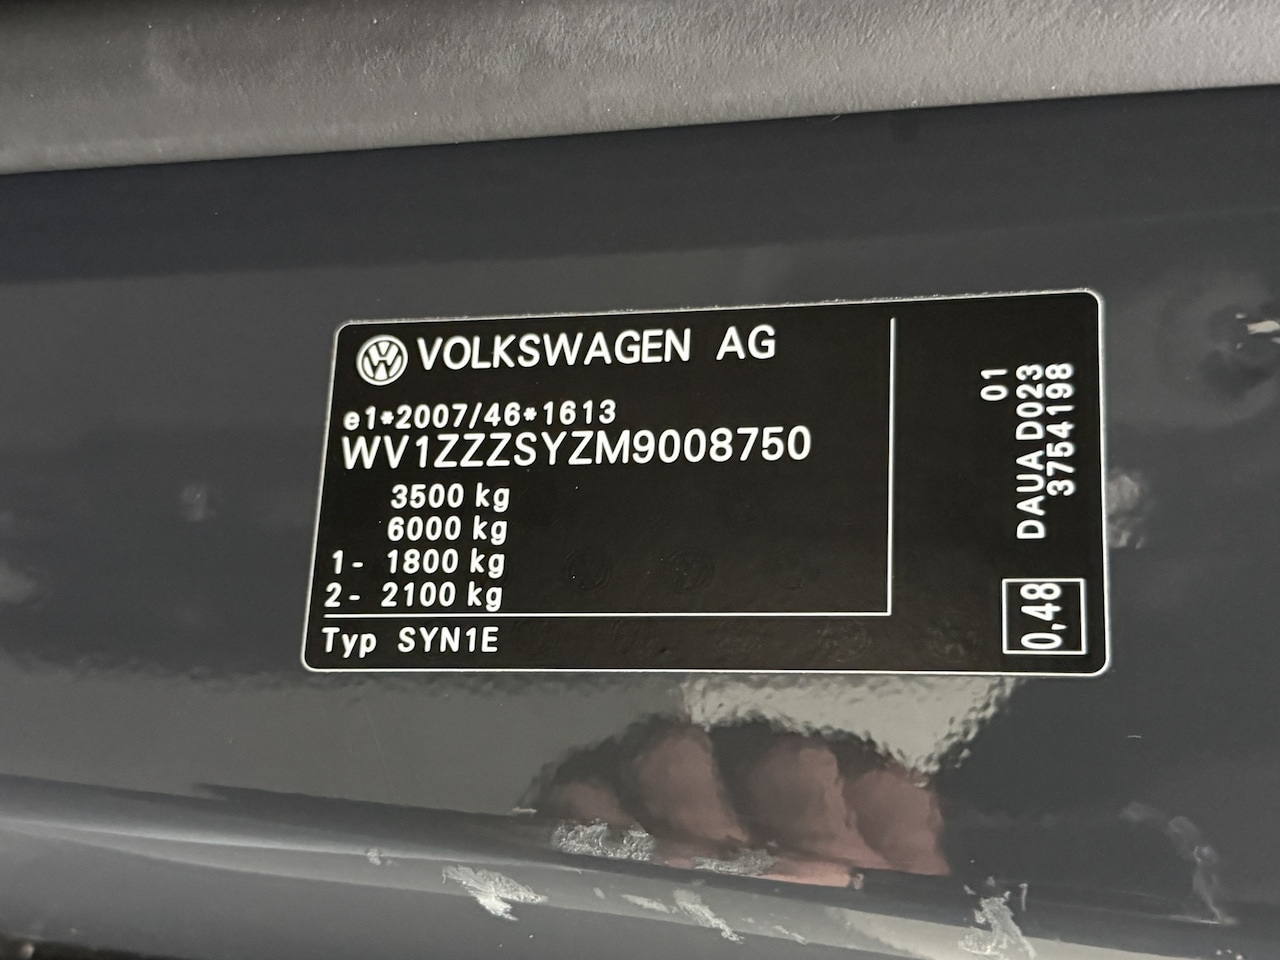 VOLKSWAGEN AG
e1*2007/46*1613
WV1ZZZSYZM9008750
3500 kg
6000 kg
1- 1800 kg
2- 2100 kg
Typ SYN1E
01
DAUA D023
3754198
0,48